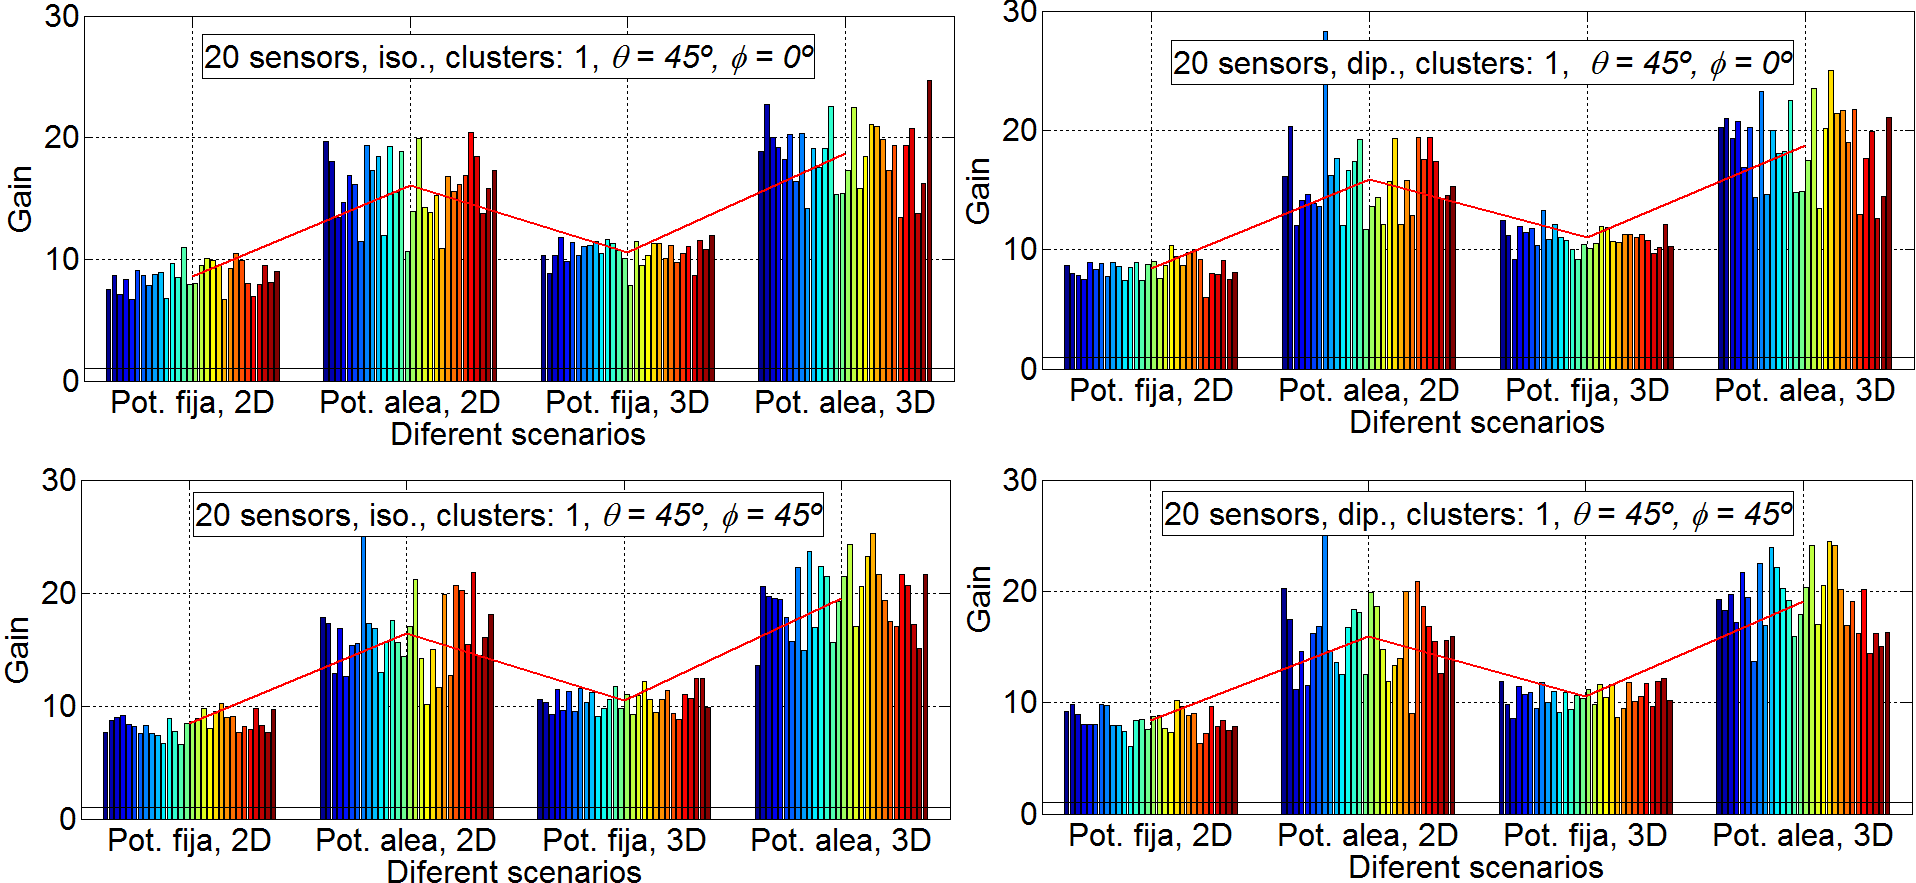 30
20
10
0
Gain
20 sensors, iso., clusters: 1, θ = 45º, ϕ = 0º
Pot. fija, 2D Pot. alea, 2D Pot. fija, 3D Pot. alea, 3D
Diferent scenarios
30
20
10
0
Gain
20 sensors, dip., clusters: 1, θ = 45º, ϕ = 0º
Pot. fija, 2D Pot. alea, 2D Pot. fija, 3D Pot. alea, 3D
Diferent scenarios
30
20
10
0
Gain
20 sensors, iso., clusters: 1, θ = 45º, ϕ = 45º
Pot. fija, 2D Pot. alea, 2D Pot. fija, 3D Pot. alea, 3D
Diferent scenarios
30
20
10
0
Gain
20 sensors, dip., clusters: 1, θ = 45º, ϕ = 45º
Pot. fija, 2D Pot. alea, 2D Pot. fija, 3D Pot. alea, 3D
Diferent scenarios